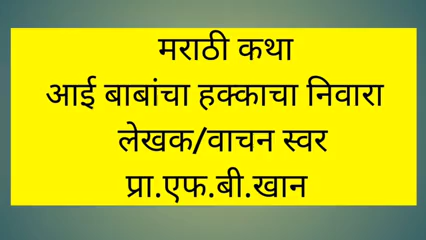 मराठी कथा
आई बाबांचा हक्काचा निवारा
लेखक/वाचन स्वर
प्रा.एफ.बी.खान